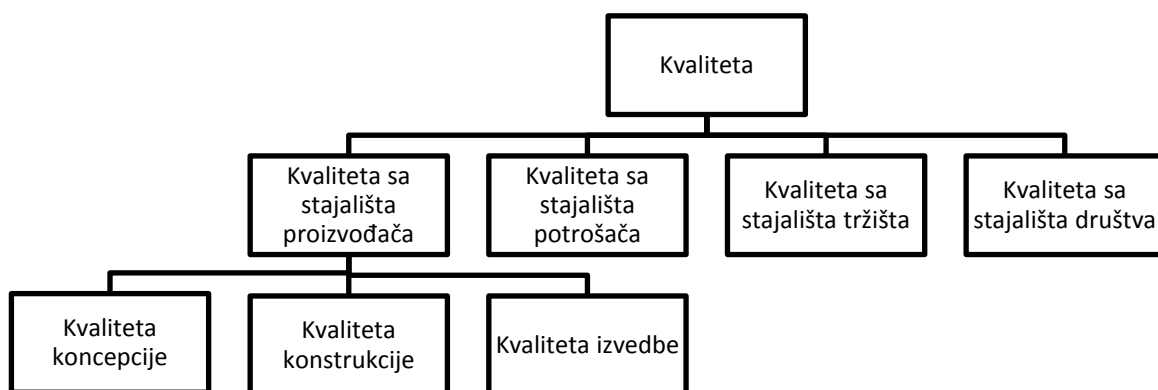 Kvaliteta
Kvaliteta sa
stajališta
proizvođača
Kvaliteta sa
stajališta
potrošača
Kvaliteta sa
stajališta tržišta
Kvaliteta sa
stajališta društva
Kvaliteta
koncepcije
Kvaliteta
konstrukcije
Kvaliteta izvedbe